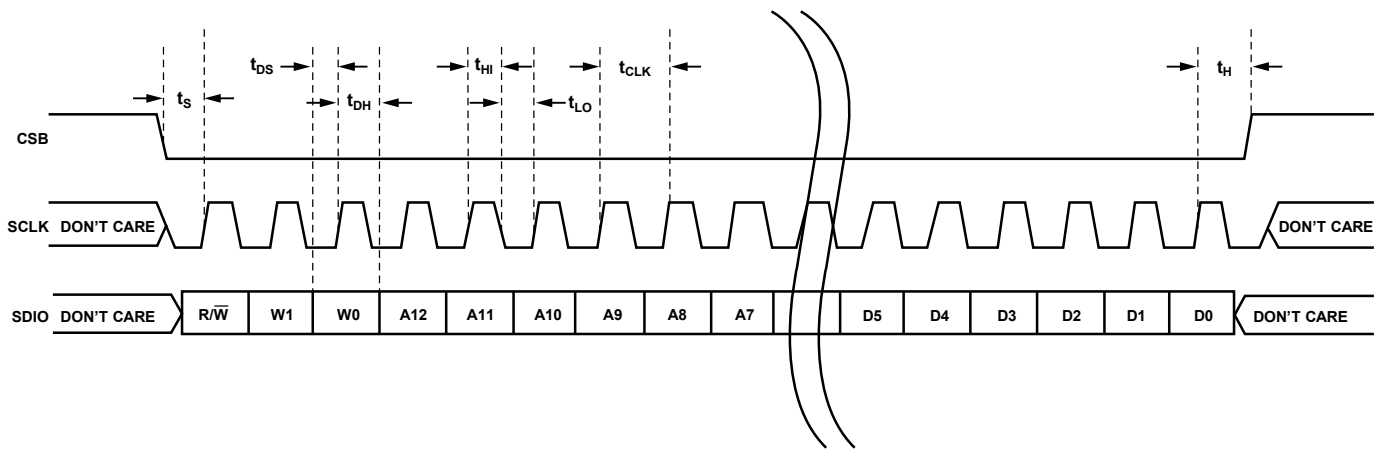 tDS
tHI
tCLK
tH
tS
tDH
tLO
CSB
SCLK DON'T CARE
DON'T CARE
SDIO DON'T CARE
R/W̅ W1 W0 A12 A11 A10 A9 A8 A7 D5 D4 D3 D2 D1 D0
DON'T CARE